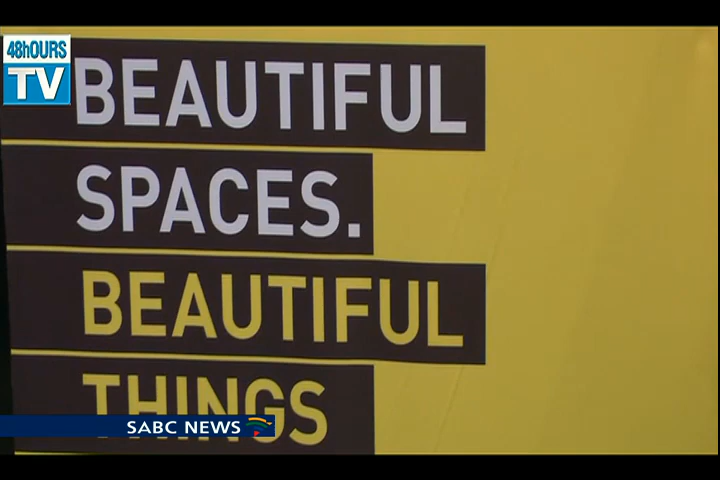 48hOURS
TV
BEAUTIFUL
SPACES.
BEAUTIFUL
THINGS
SABC NEWS